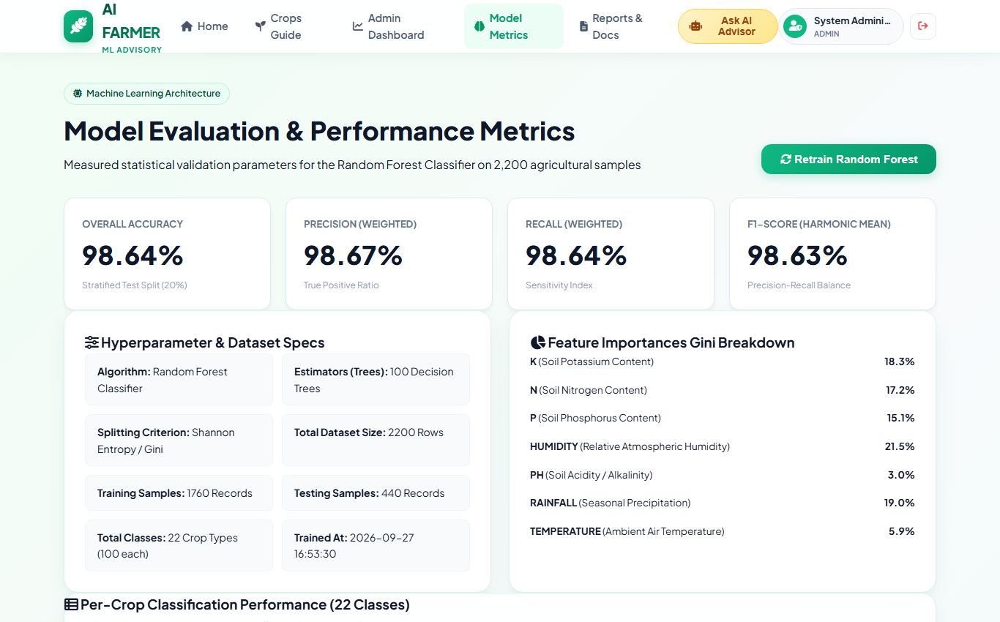 AI
FARMER
ML ADVISORY
Home
Crops
Guide
Admin
Dashboard
Model
Metrics
Reports &
Docs
Ask AI
Advisor
System Admini...
ADMIN
Machine Learning Architecture
Model Evaluation & Performance Metrics
Measured statistical validation parameters for the Random Forest Classifier on 2,200 agricultural samples
Retrain Random Forest
OVERALL ACCURACY
98.64%
Stratified Test Split (20%)
PRECISION (WEIGHTED)
98.67%
True Positive Ratio
RECALL (WEIGHTED)
98.64%
Sensitivity Index
F1-SCORE (HARMONIC MEAN)
98.63%
Precision-Recall Balance
Hyperparameter & Dataset Specs
Algorithm: Random Forest
Classifier
Estimators (Trees): 100 Decision
Trees
Splitting Criterion: Shannon
Entropy / Gini
Total Dataset Size: 2200 Rows
Training Samples: 1760 Records
Testing Samples: 440 Records
Total Classes: 22 Crop Types
(100 each)
Trained At: 2026-09-27
16:53:30
Feature Importances Gini Breakdown
K (Soil Potassium Content) 18.3%
N (Soil Nitrogen Content) 17.2%
P (Soil Phosphorus Content) 15.1%
HUMIDITY (Relative Atmospheric Humidity) 21.5%
PH (Soil Acidity / Alkalinity) 3.0%
RAINFALL (Seasonal Precipitation) 19.0%
TEMPERATURE (Ambient Air Temperature) 5.9%
Per-Crop Classification Performance (22 Classes)